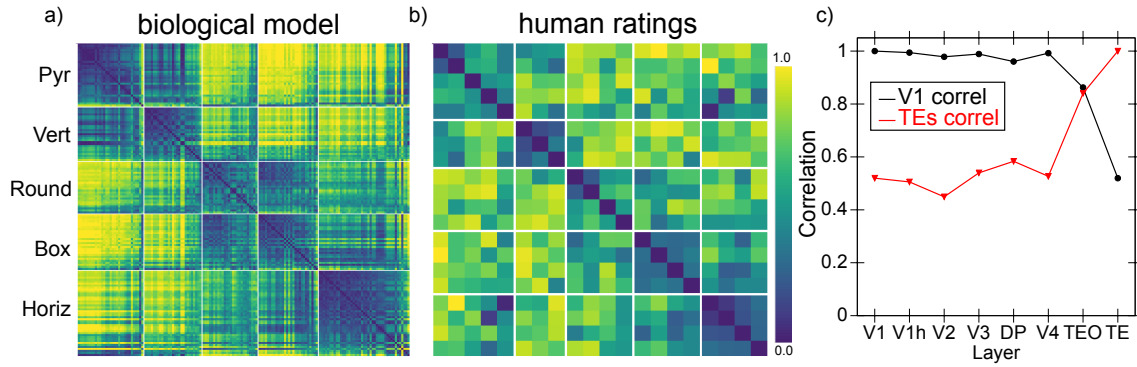 a)
biological model
Pyr
Vert
Round
Box
Horiz
b)
human ratings
1.0
0.0
c)
1
0.8
0.6
0.4
0.2
0
Correlation
V1 correl
TEs correl
V1 V1h V2 V3 DP V4 TEO TE
Layer